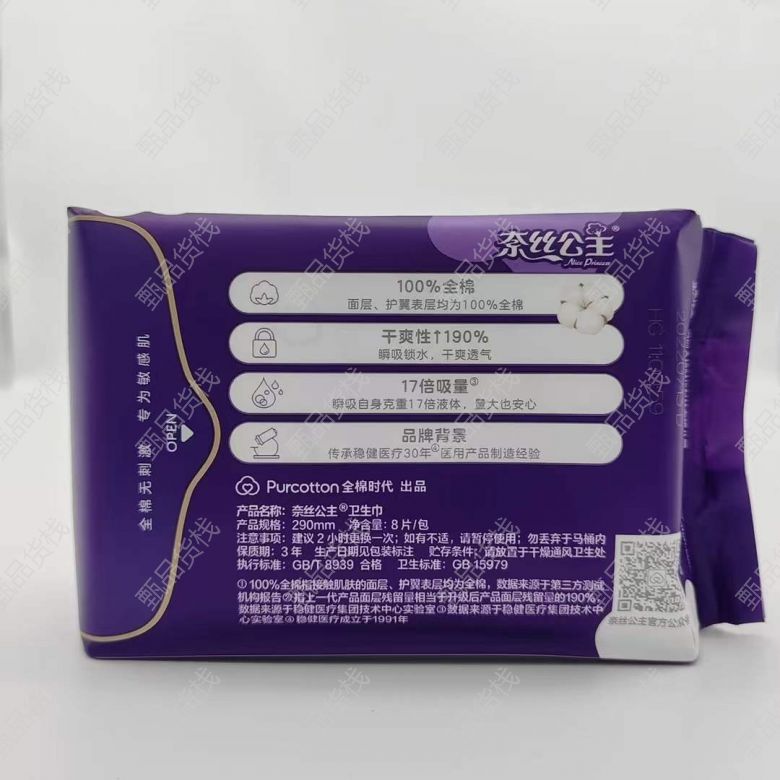 奈丝公主®
Nice Princess
100%全棉
面层、护翼表层均为100%全棉
干爽性↑190%
瞬吸锁水,干爽透气
17倍吸量③
瞬吸自身克重17倍液体,量大也安心
品牌背景
传承稳健医疗30年④医用产品制造经验
全棉无刺激 专为敏感肌
OPEN
Purcotton 全棉时代 出品
产品名称:奈丝公主®卫生巾
产品规格:290mm 净含量:8片/包
注意事项:建议2小时更换一次;如有不适,请暂停使用;勿丢弃于马桶内
保质期:3年 生产日期见包装标注 贮存条件:请放置于干燥通风卫生处
执行标准:GB/T 8939 合格 卫生标准:GB 15979
①100%全棉指接触肌肤的面层、护翼表层均为全棉,数据来源于第三方测试
机构报告②指上一代产品面层残留量相当于升级后产品面层残留量的190%,
数据来源于稳健医疗集团技术中心实验室③数据来源于稳健医疗集团技术中
心实验室④稳健医疗成立于1991年
奈丝公主官方公众
甄品货栈